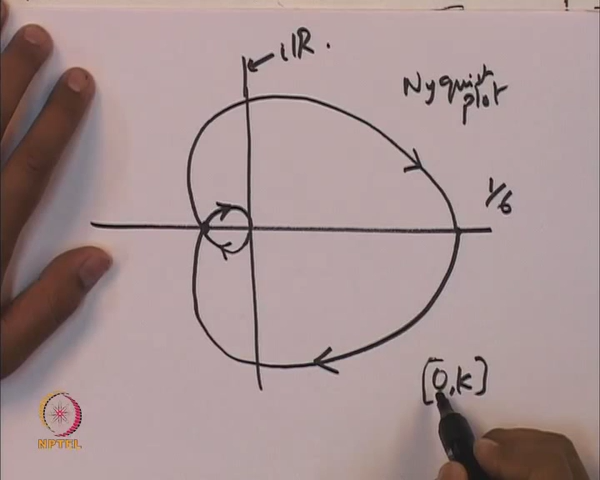 iℝ.
Nyquist
plot
1/6
[0,K]
NPTEL